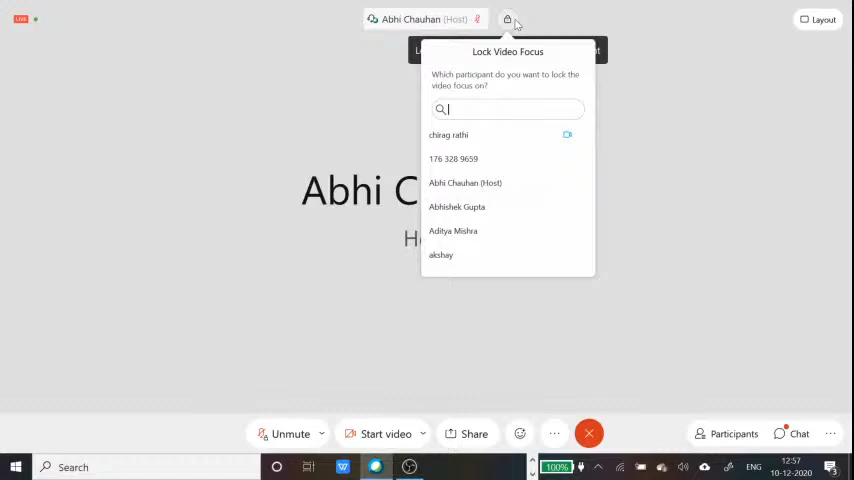 LIVE
Abhi Chauhan (Host)
Layout
Lock Video Focus
Which participant do you want to lock the
video focus on?
chirag rathi
176 328 9659
Abhi Chauhan (Host)
Abhishek Gupta
Aditya Mishra
akshay
Abhi C
H
Unmute
Start video
Share
Participants
Chat
Search
100%
ENG
12:57
10-12-2020
3